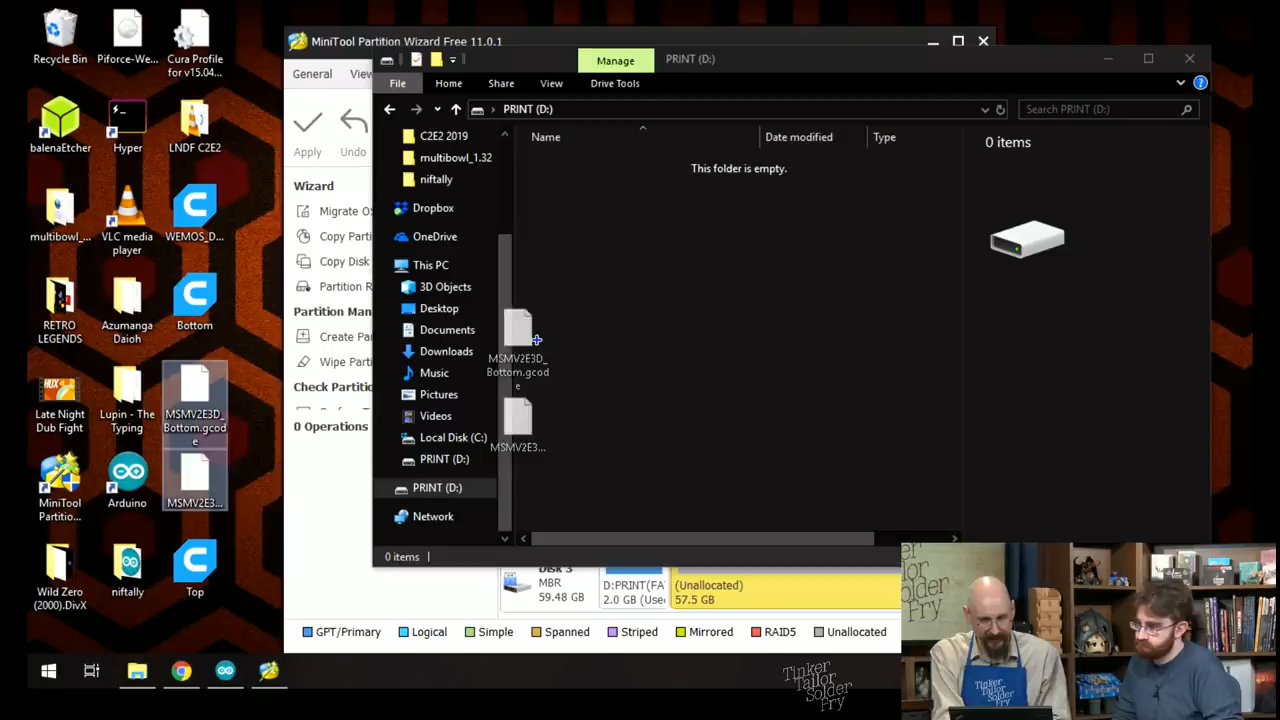 Recycle Bin
Piforce-We...
Cura Profile
for v15.04...
balenaEtcher
Hyper
LNDF C2E2
multibowl_...
VLC media
player
WEMOS_D...
RETRO
LEGENDS
Azumanga
Daioh
Bottom
Late Night
Dub Fight
Lupin - The
Typing
MSMV2E3D_
Bottom.gcod
e
MiniTool
Partitio...
Arduino
MSMV2E3...
Wild Zero
(2000).DivX
niftally
Top
MiniTool Partition Wizard Free 11.0.1
General
View
Apply
Undo
Wizard
Migrate OS
Copy Parti
Copy Disk
Partition R
Partition Man
Create Par
Wipe Parti
Check Partiti
0 Operations
Manage
PRINT (D:)
File
Home
Share
View
Drive Tools
PRINT (D:)
Search PRINT (D:)
Name
Date modified
Type
This folder is empty.
0 items
C2E2 2019
multibowl_1.32
niftally
Dropbox
OneDrive
This PC
3D Objects
Desktop
Documents
Downloads
Music
Pictures
Videos
Local Disk (C:)
PRINT (D:)
PRINT (D:)
Network
MSMV2E3D_
Bottom.gcod
e
MSMV2E3...
0 items
Disk 3
MBR
59.48 GB
D:PRINT(FA
2.0 GB (Used
(Unallocated)
57.5 GB
GPT/Primary
Logical
Simple
Spanned
Striped
Mirrored
RAID5
Unallocated
Tinker
Tailor
Solder
Fry